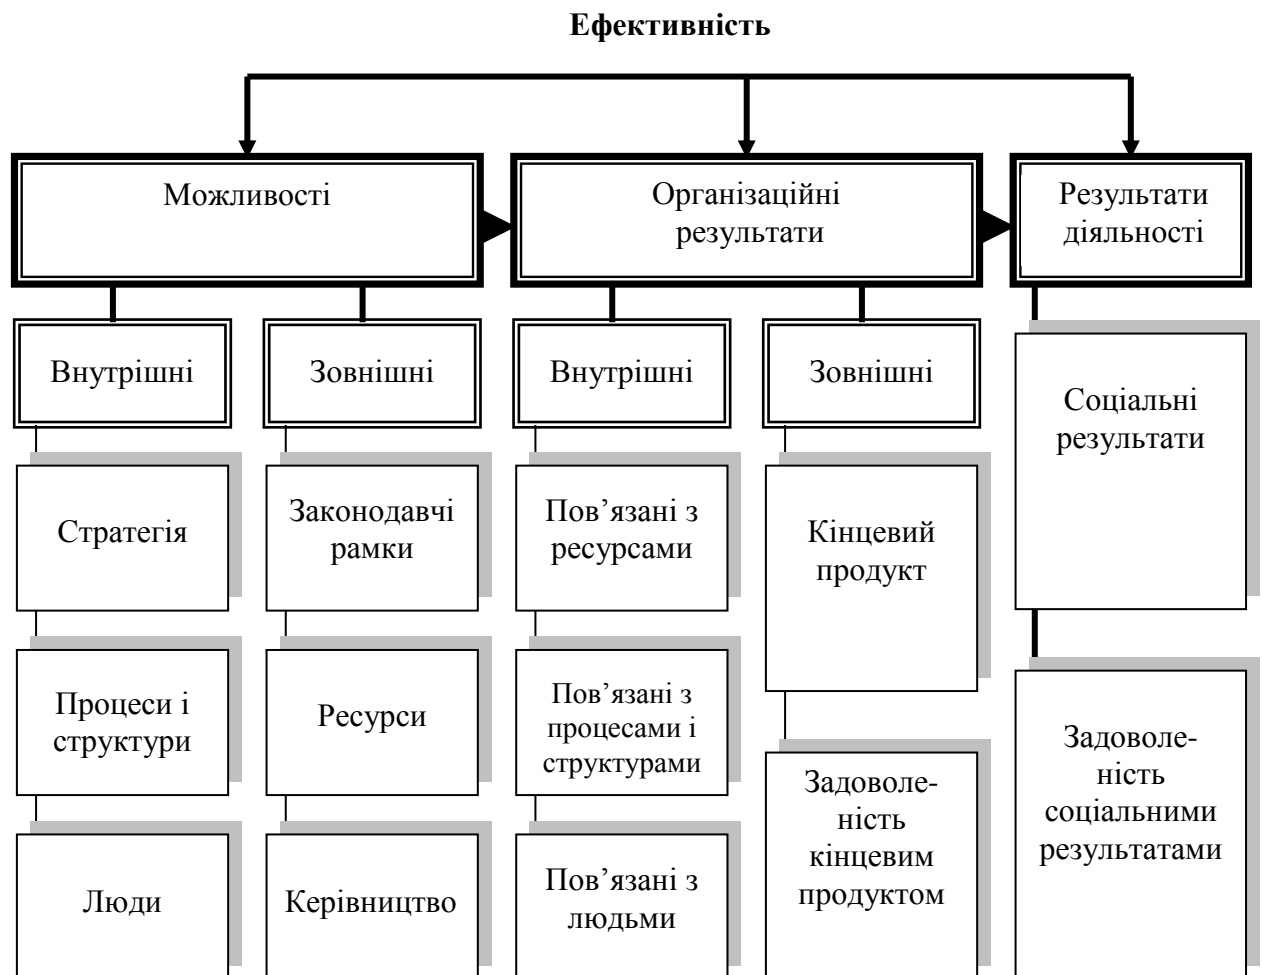 Ефективність
Можливості
Організаційні
результати
Результати
діяльності
Внутрішні
Зовнішні
Внутрішні
Зовнішні
Стратегія
Процеси і
структури
Люди
Законодавчі
рамки
Ресурси
Керівництво
Пов’язані з
ресурсами
Пов’язані з
процесами і
структурами
Пов’язані з
людьми
Кінцевий
продукт
Задоволе-
ність
кінцевим
продуктом
Соціальні
результати
Задоволе-
ність
соціальними
результатами